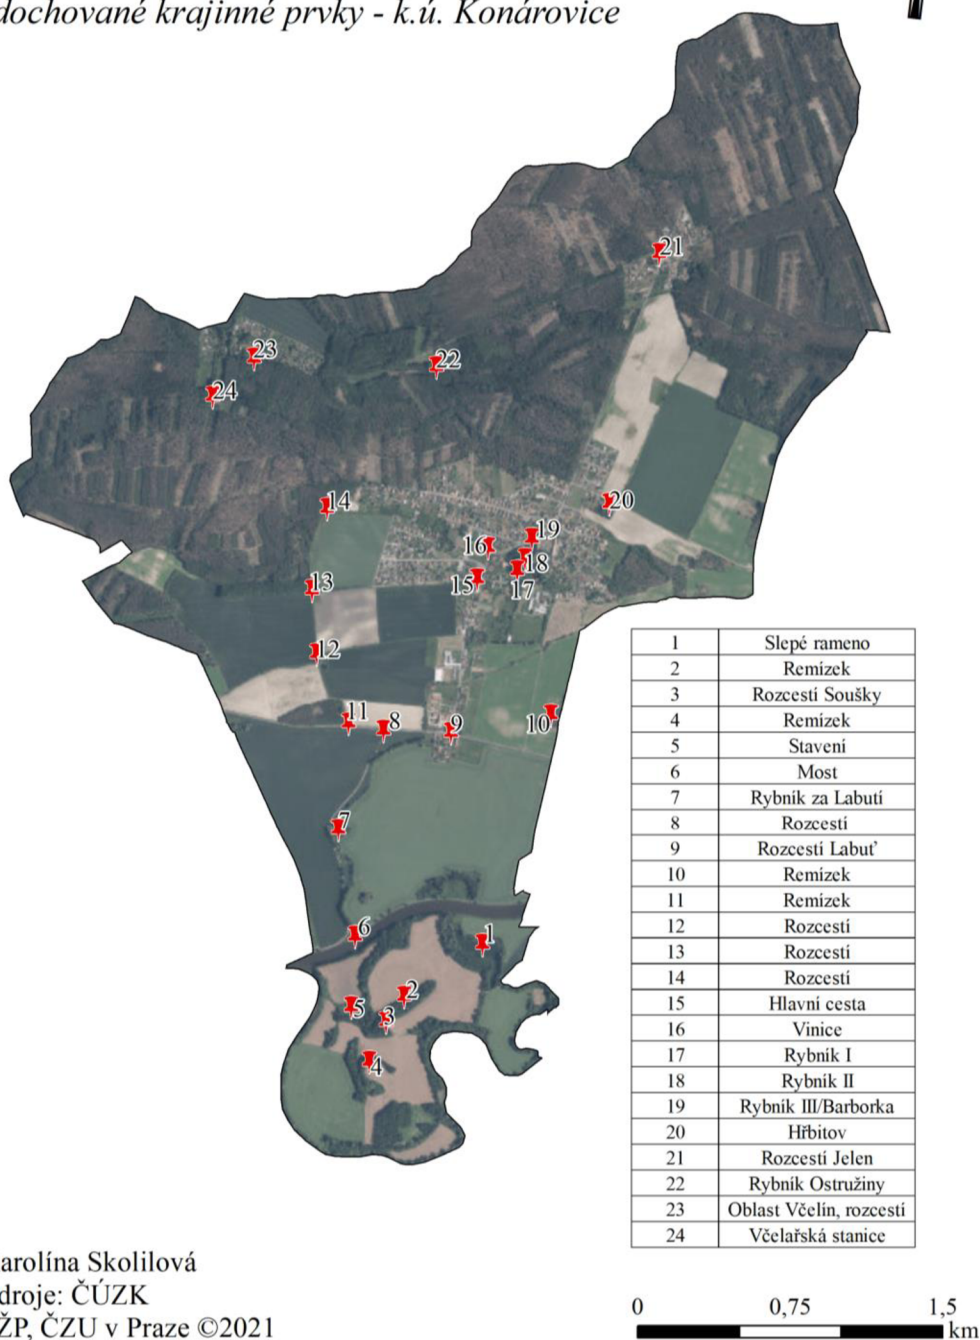 dochované krajinné prvky - k.ú. Konárovice
21
23
22
24
14
20
19
16
18
15
17
13
12
11
8
9
10
7
6
1
2
5
3
4
1 Slepé rameno
2 Remízek
3 Rozcestí Soušky
4 Remízek
5 Stavení
6 Most
7 Rybník za Labutí
8 Rozcestí
9 Rozcestí Labuť
10 Remízek
11 Remízek
12 Rozcestí
13 Rozcestí
14 Rozcestí
15 Hlavní cesta
16 Vinice
17 Rybník I
18 Rybník II
19 Rybník III/Barborka
20 Hřbitov
21 Rozcestí Jelen
22 Rybník Ostružiny
23 Oblast Včelín, rozcestí
24 Včelařská stanice
arolína Skolilová
droje: ČÚZK
ŽP, ČZU v Praze ©2021
0 0,75 1,5
km